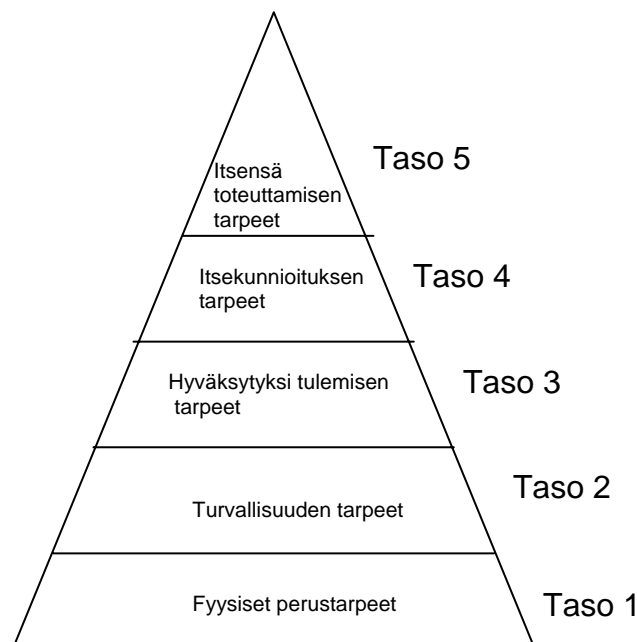 Itsensä
toteuttamisen
tarpeet
Taso 5
Itsekunnioituksen
tarpeet
Taso 4
Hyväksytyksi tulemisen
tarpeet
Taso 3
Turvallisuuden tarpeet
Taso 2
Fyysiset perustarpeet
Taso 1